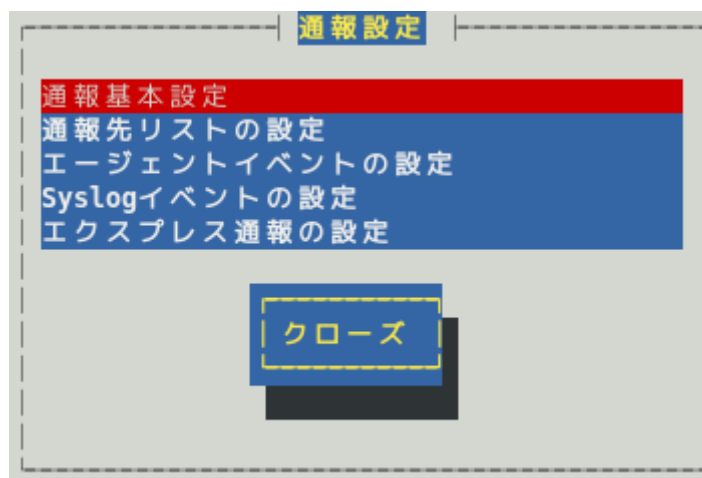 通報設定
通報基本設定
通報先リストの設定
エージェントイベントの設定
Syslogイベントの設定
エクスプレス通報の設定
クローズ